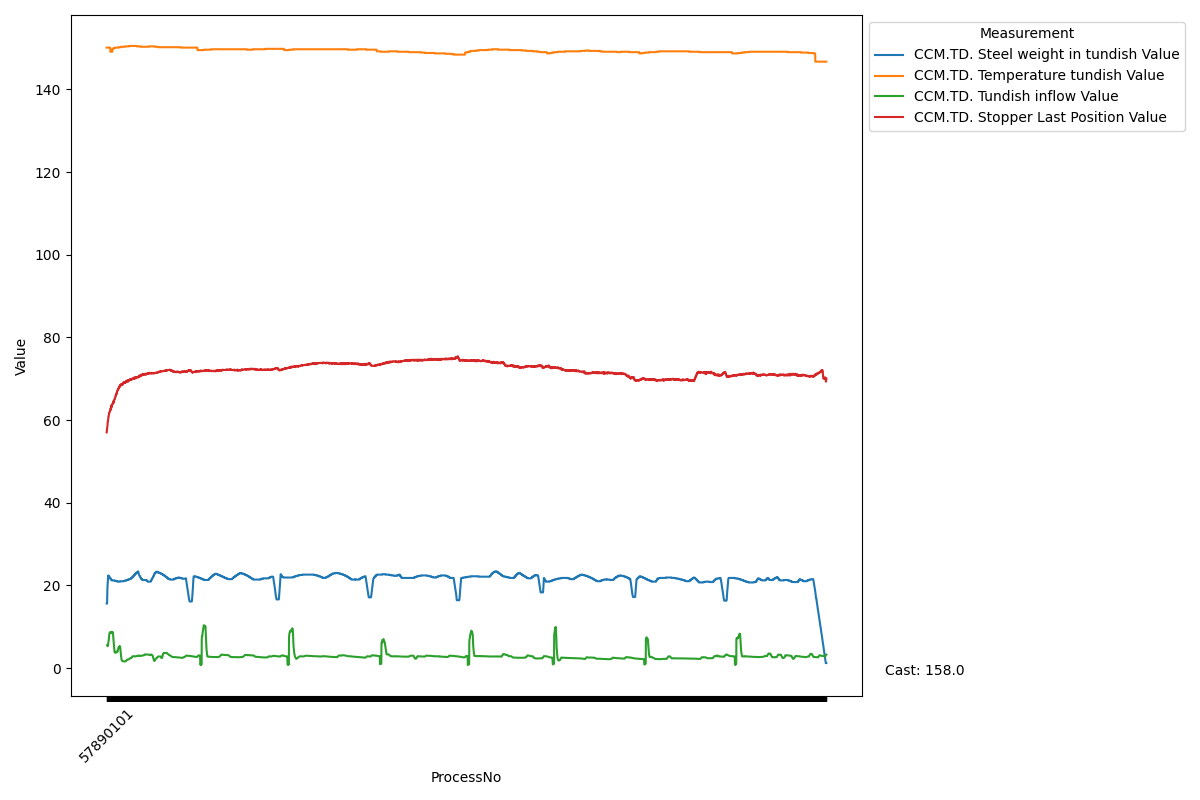 Measurement
CCM.TD. Steel weight in tundish Value
CCM.TD. Temperature tundish Value
CCM.TD. Tundish inflow Value
CCM.TD. Stopper Last Position Value
140
120
100
80
60
40
20
0
Value
Cast: 158.0
57890101
ProcessNo